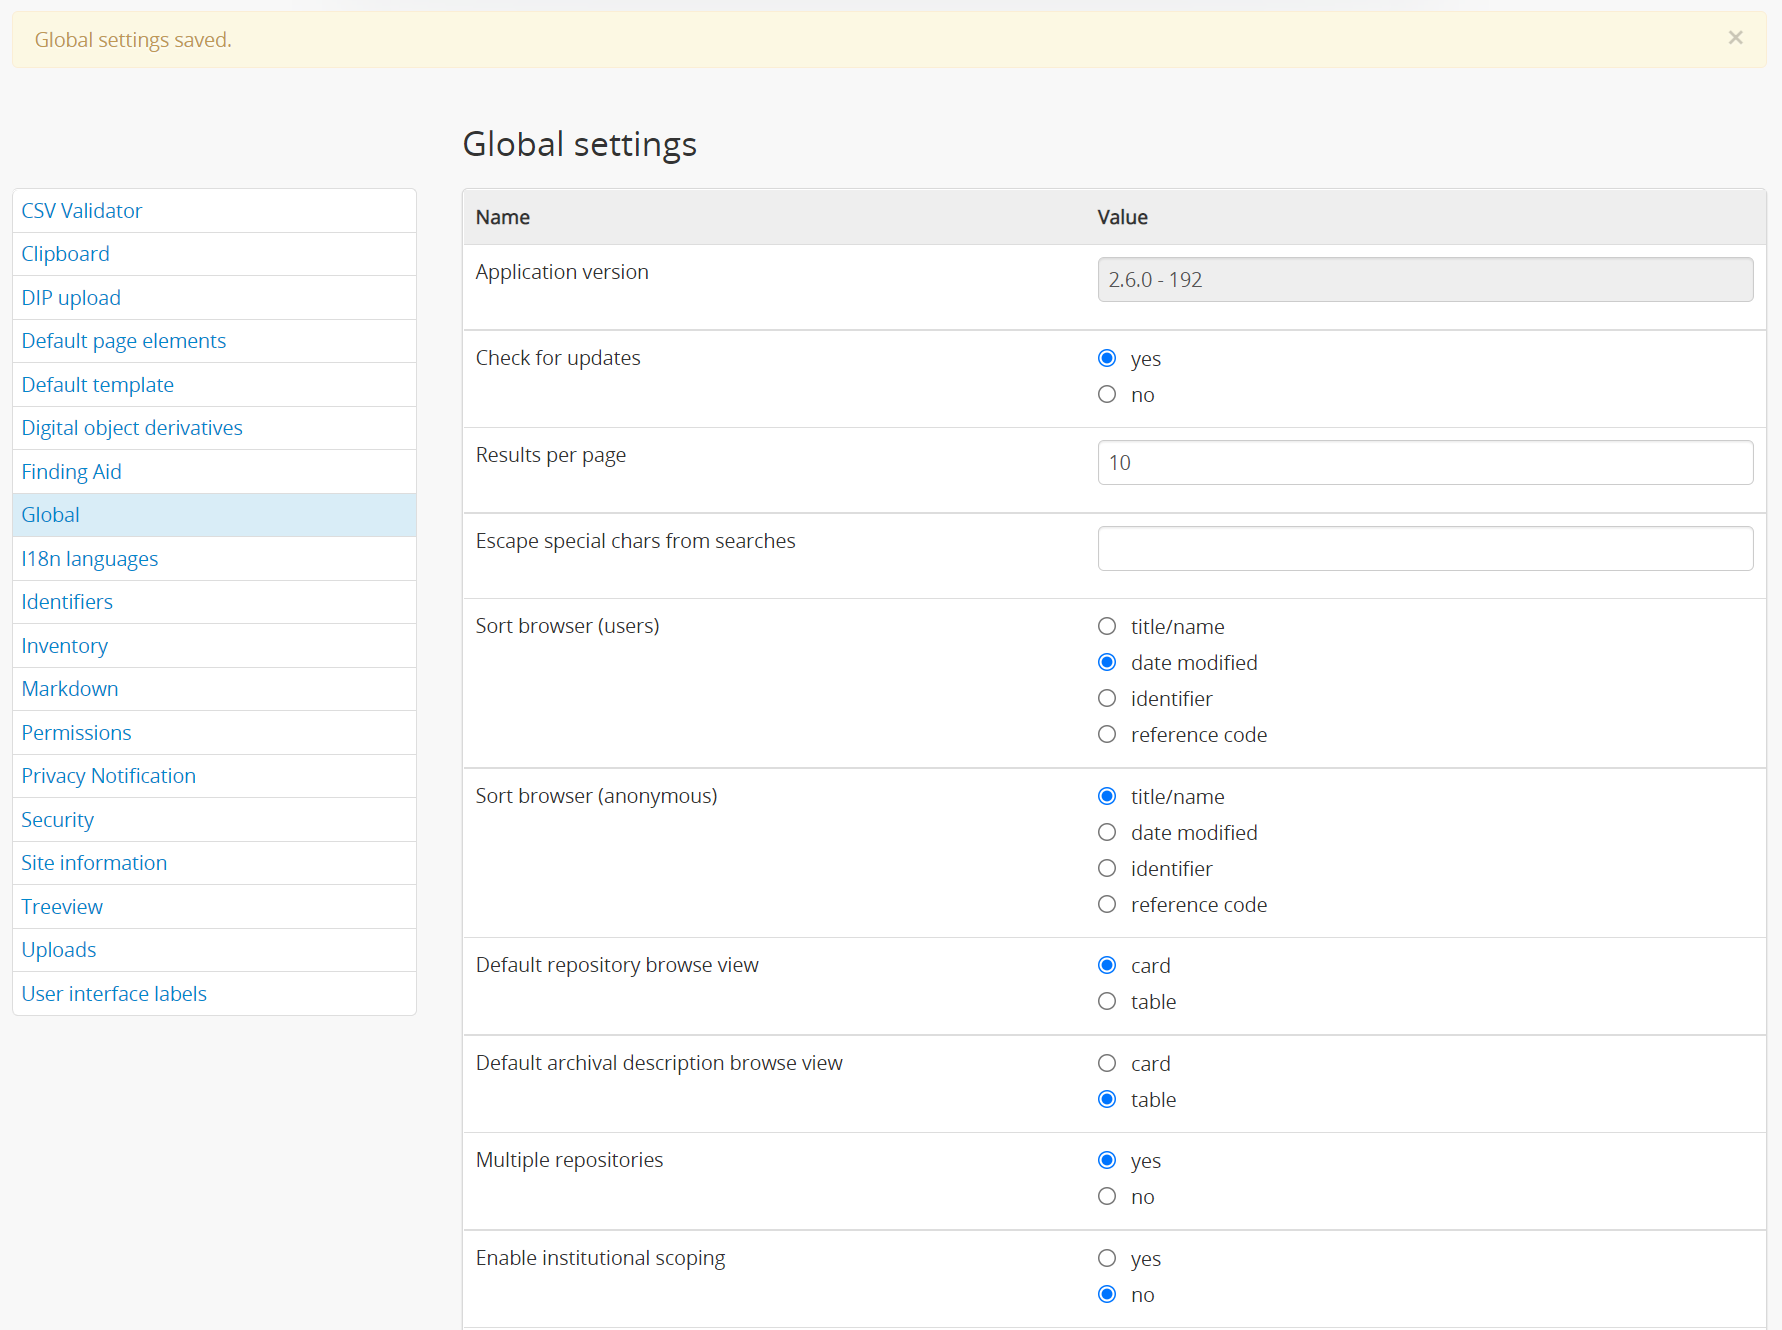 Global settings saved.
×
Global settings
CSV Validator
Clipboard
DIP upload
Default page elements
Default template
Digital object derivatives
Finding Aid
Global
I18n languages
Identifiers
Inventory
Markdown
Permissions
Privacy Notification
Security
Site information
Treeview
Uploads
User interface labels
Name Value
Application version 2.6.0 - 192
Check for updates yes
no
Results per page 10
Escape special chars from searches
Sort browser (users) title/name
date modified
identifier
reference code
Sort browser (anonymous) title/name
date modified
identifier
reference code
Default repository browse view card
table
Default archival description browse view card
table
Multiple repositories yes
no
Enable institutional scoping yes
no